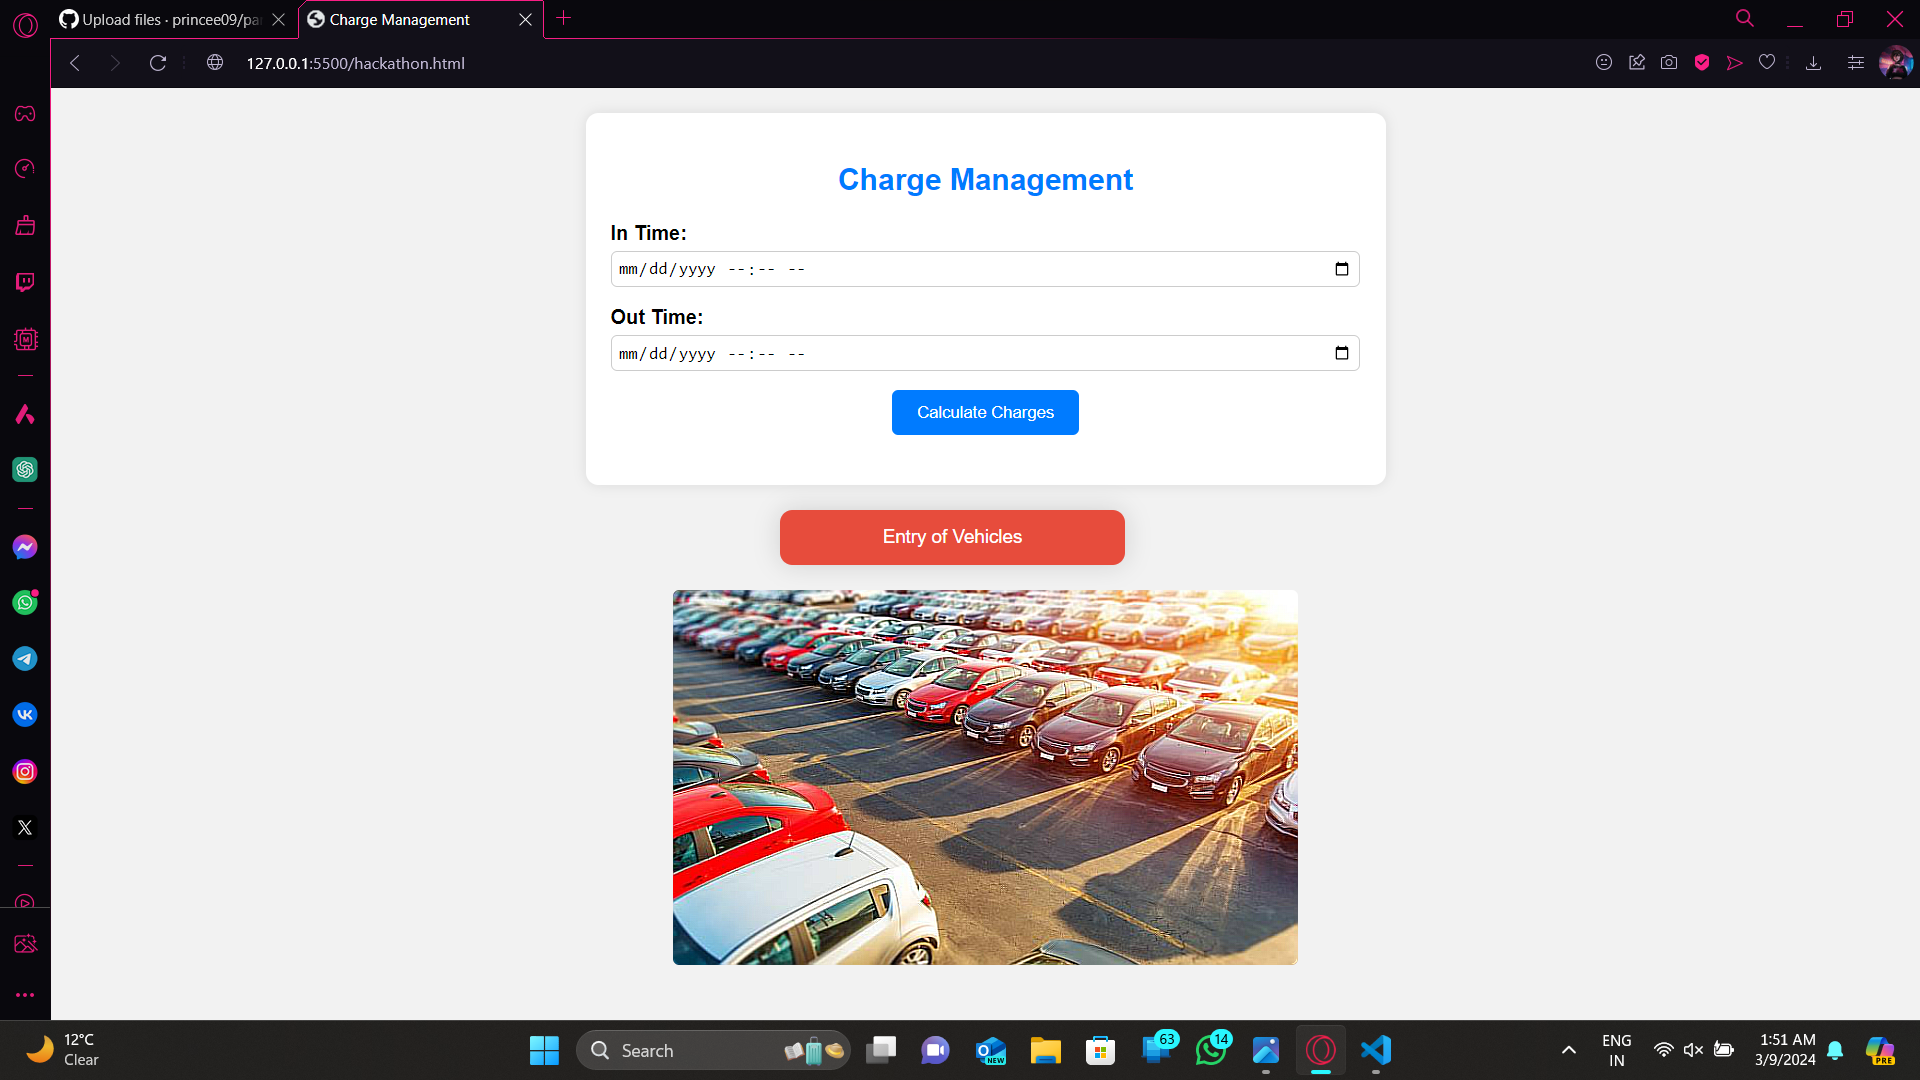 Upload files · princee09/pa
Charge Management
127.0.0.1:5500/hackathon.html
Charge Management
In Time:
mm/dd/yyyy --:-- --
Out Time:
mm/dd/yyyy --:-- --
Calculate Charges
Entry of Vehicles
12°C
Clear
Search
NEW
63
14
ENG
IN
1:51 AM
3/9/2024
PRE